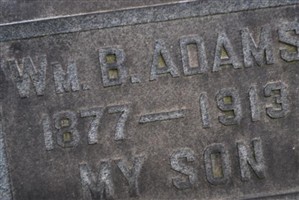 Wm. B. ADAMS
1877 — 1913
MY SON